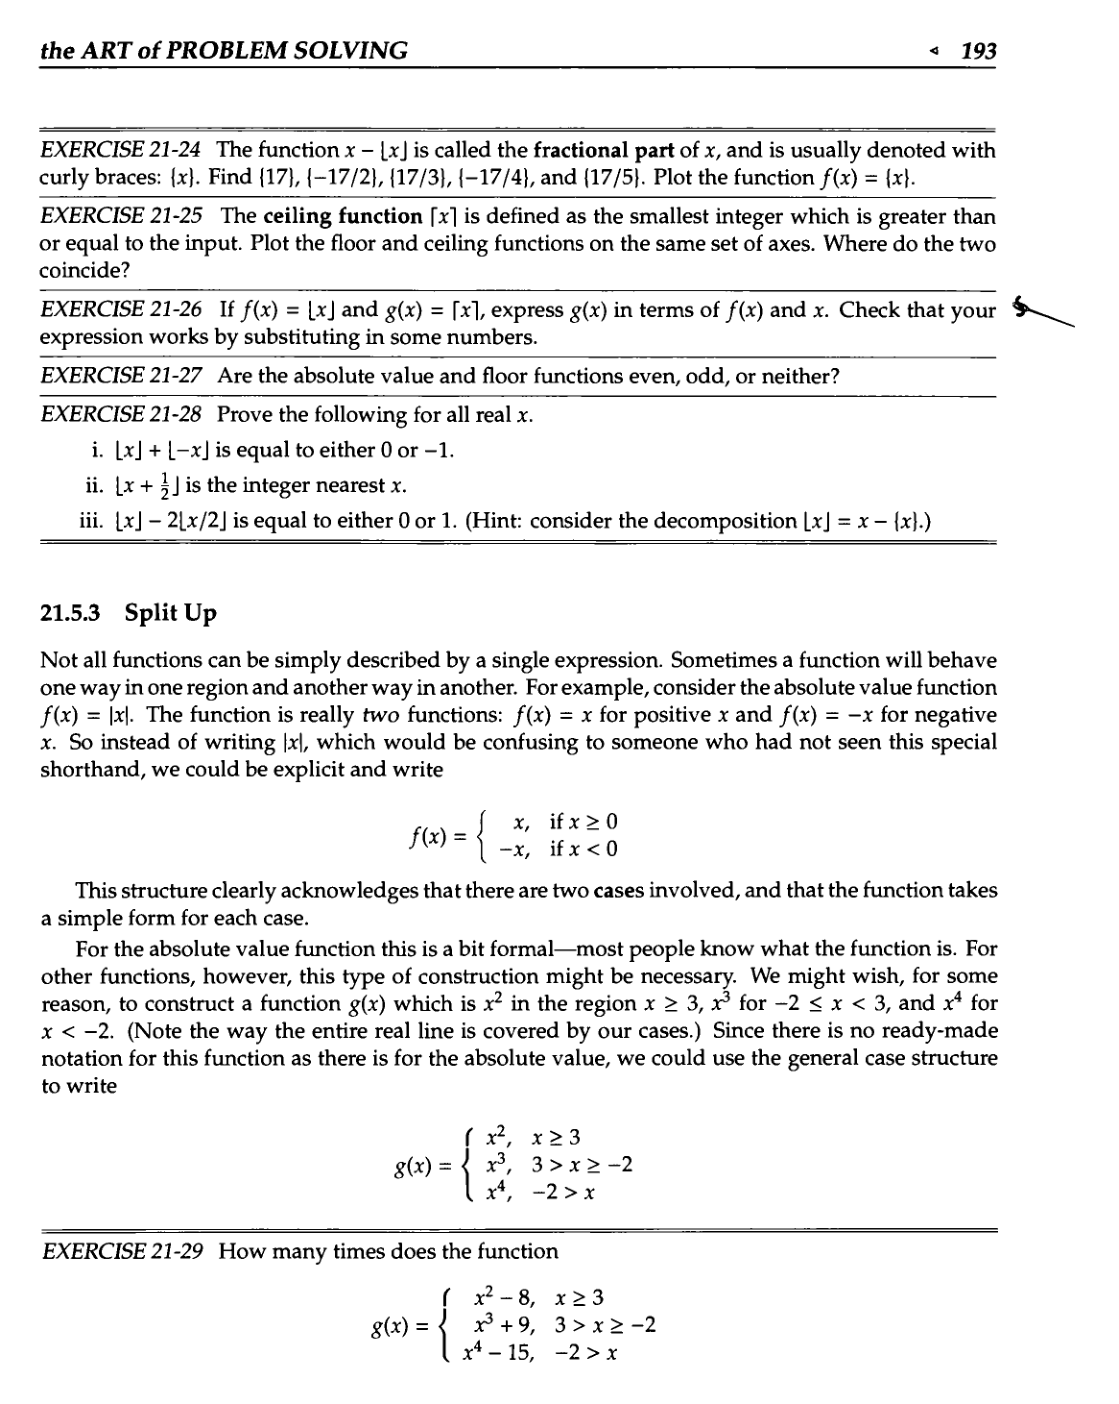 the ART of PROBLEM SOLVING ◃ 193
EXERCISE 21-24 The function x − ⌊x⌋ is called the fractional part of x, and is usually denoted with
curly braces: {x}. Find {17}, {−17/2}, {17/3}, {−17/4}, and {17/5}. Plot the function f(x) = {x}.
EXERCISE 21-25 The ceiling function ⌈x⌉ is defined as the smallest integer which is greater than
or equal to the input. Plot the floor and ceiling functions on the same set of axes. Where do the two
coincide?
EXERCISE 21-26 If f(x) = ⌊x⌋ and g(x) = ⌈x⌉, express g(x) in terms of f(x) and x. Check that your
expression works by substituting in some numbers.
EXERCISE 21-27 Are the absolute value and floor functions even, odd, or neither?
EXERCISE 21-28 Prove the following for all real x.
i. ⌊x⌋ + ⌊−x⌋ is equal to either 0 or −1.
ii. ⌊x + 1/2⌋ is the integer nearest x.
iii. ⌊x⌋ − 2⌊x/2⌋ is equal to either 0 or 1. (Hint: consider the decomposition ⌊x⌋ = x − {x}.)
21.5.3 Split Up
Not all functions can be simply described by a single expression. Sometimes a function will behave
one way in one region and another way in another. For example, consider the absolute value function
f(x) = |x|. The function is really two functions: f(x) = x for positive x and f(x) = −x for negative
x. So instead of writing |x|, which would be confusing to someone who had not seen this special
shorthand, we could be explicit and write
f(x) = { x, if x ≥ 0
−x, if x < 0
This structure clearly acknowledges that there are two cases involved, and that the function takes
a simple form for each case.
For the absolute value function this is a bit formal—most people know what the function is. For
other functions, however, this type of construction might be necessary. We might wish, for some
reason, to construct a function g(x) which is x² in the region x ≥ 3, x³ for −2 ≤ x < 3, and x⁴ for
x < −2. (Note the way the entire real line is covered by our cases.) Since there is no ready-made
notation for this function as there is for the absolute value, we could use the general case structure
to write
x², x ≥ 3
g(x) = { x³, 3 > x ≥ −2
x⁴, −2 > x
EXERCISE 21-29 How many times does the function
x² − 8, x ≥ 3
g(x) = { x³ + 9, 3 > x ≥ −2
x⁴ − 15, −2 > x